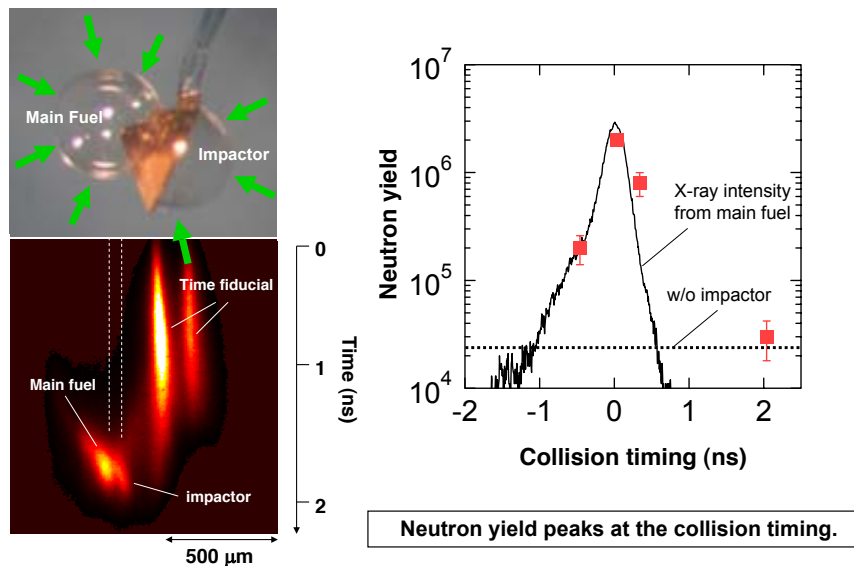 Main Fuel
Impactor
0
Time fiducial
1
Time (ns)
Main fuel
impactor
2
500 μm
10^7
10^6
10^5
10^4
Neutron yield
X-ray intensity
from main fuel
w/o impactor
-2
-1
0
1
2
Collision timing (ns)
Neutron yield peaks at the collision timing.